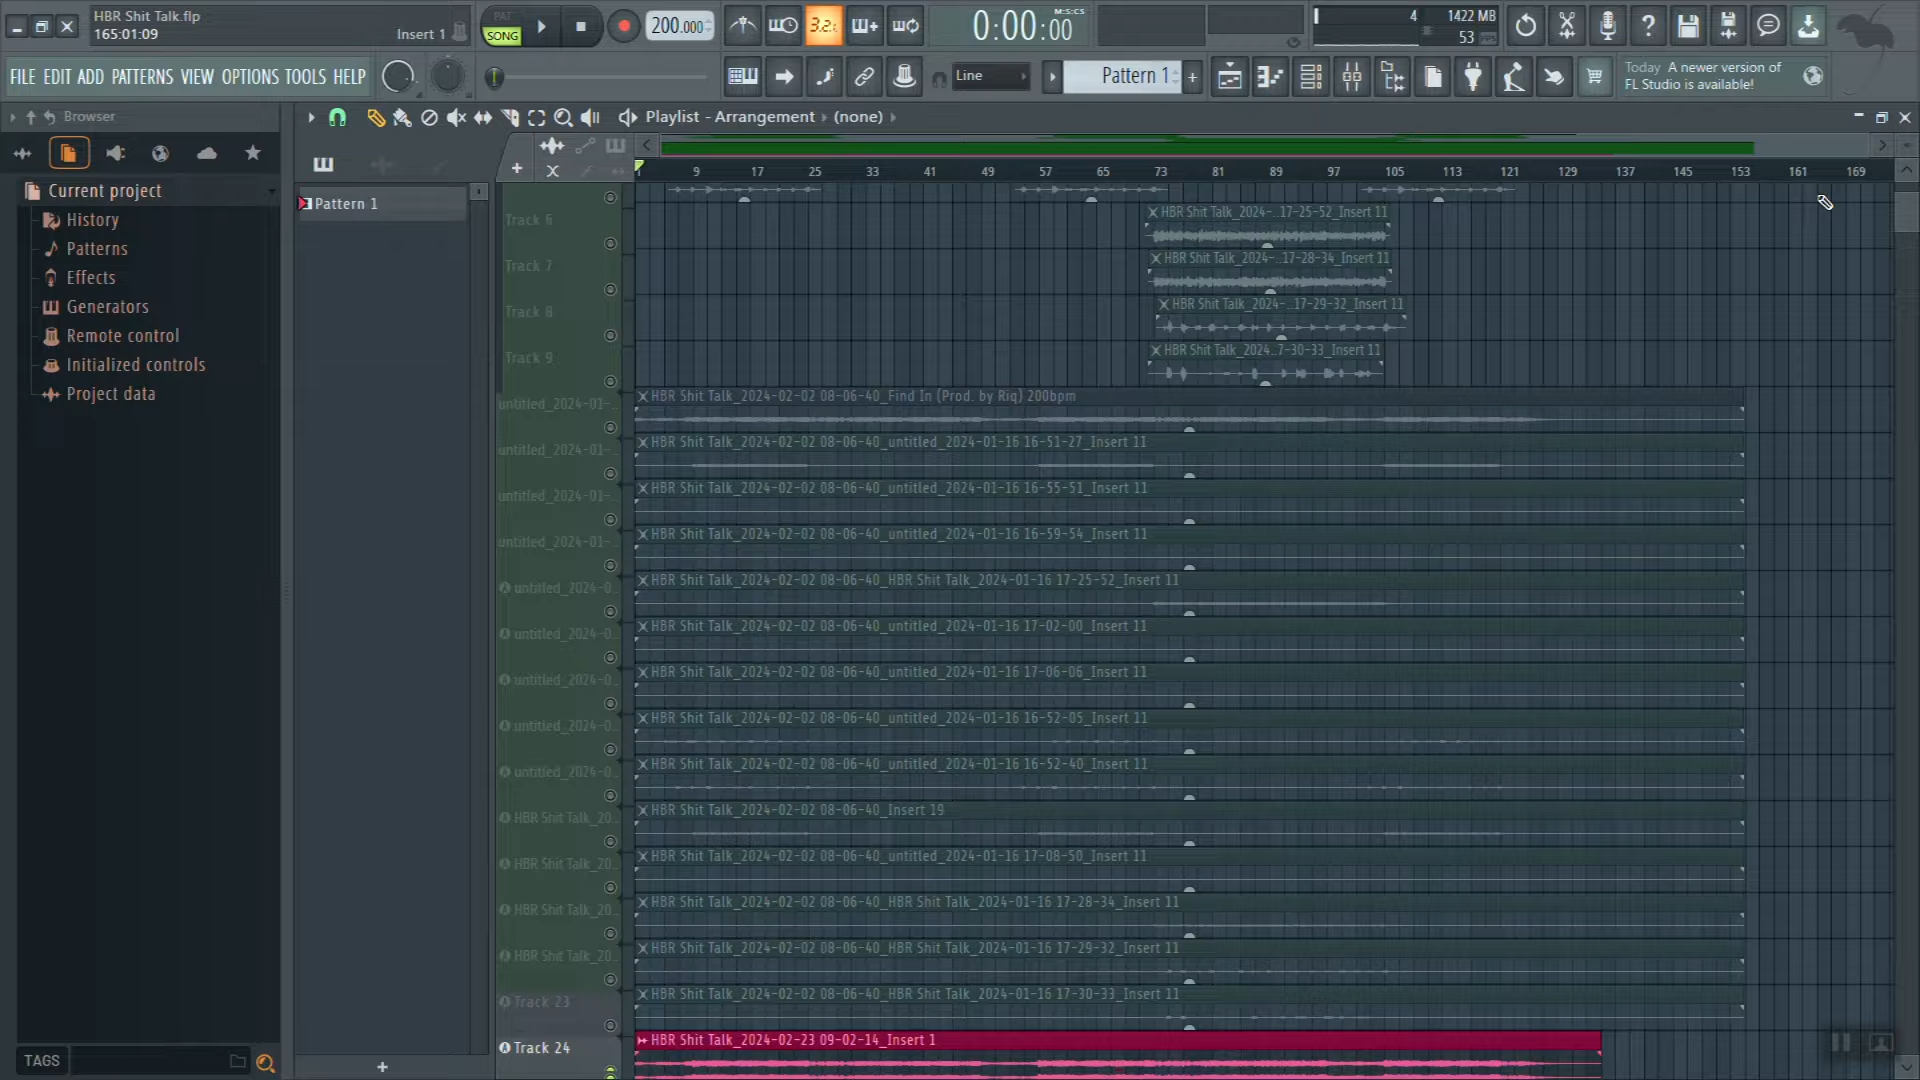 HBR Shit Talk.flp
165:01:09
Insert 1
PAT
SONG
200.000
3.2.
0:00:00
M:S:CS
4
1422 MB
53
FILE EDIT ADD PATTERNS VIEW OPTIONS TOOLS HELP
Line
Pattern 1
Today A newer version of
FL Studio is available!
Browser
Playlist - Arrangement › (none) ›
Current project
History
Patterns
Effects
Generators
Remote control
Initialized controls
Project data
Pattern 1
9 17 25 33 41 49 57 65 73 81 89 97 105 113 121 129 137 145 153 161 169
Track 6
HBR Shit Talk_2024-..17-25-52_Insert 11
Track 7
HBR Shit Talk_2024-..17-28-34_Insert 11
Track 8
HBR Shit Talk_2024-..17-29-32_Insert 11
Track 9
HBR Shit Talk_2024..7-30-33_Insert 11
untitled_2024-01-..
HBR Shit Talk_2024-02-02 08-06-40_Find In (Prod. by Riq) 200bpm
untitled_2024-01-..
HBR Shit Talk_2024-02-02 08-06-40_untitled_2024-01-16 16-51-27_Insert 11
untitled_2024-01-..
HBR Shit Talk_2024-02-02 08-06-40_untitled_2024-01-16 16-55-51_Insert 11
untitled_2024-01-..
HBR Shit Talk_2024-02-02 08-06-40_untitled_2024-01-16 16-59-54_Insert 11
untitled_2024-0..
HBR Shit Talk_2024-02-02 08-06-40_HBR Shit Talk_2024-01-16 17-25-52_Insert 11
untitled_2024-0..
HBR Shit Talk_2024-02-02 08-06-40_untitled_2024-01-16 17-02-00_Insert 11
untitled_2024-0..
HBR Shit Talk_2024-02-02 08-06-40_untitled_2024-01-16 17-06-06_Insert 11
untitled_2024-0..
HBR Shit Talk_2024-02-02 08-06-40_untitled_2024-01-16 16-52-05_Insert 11
untitled_2024-0..
HBR Shit Talk_2024-02-02 08-06-40_untitled_2024-01-16 16-52-40_Insert 11
HBR Shit Talk_20..
HBR Shit Talk_2024-02-02 08-06-40_Insert 19
HBR Shit Talk_20..
HBR Shit Talk_2024-02-02 08-06-40_untitled_2024-01-16 17-08-50_Insert 11
HBR Shit Talk_20..
HBR Shit Talk_2024-02-02 08-06-40_HBR Shit Talk_2024-01-16 17-28-34_Insert 11
HBR Shit Talk_20..
HBR Shit Talk_2024-02-02 08-06-40_HBR Shit Talk_2024-01-16 17-29-32_Insert 11
Track 23
HBR Shit Talk_2024-02-02 08-06-40_HBR Shit Talk_2024-01-16 17-30-33_Insert 11
Track 24
HBR Shit Talk_2024-02-23 09-02-14_Insert 1
TAGS